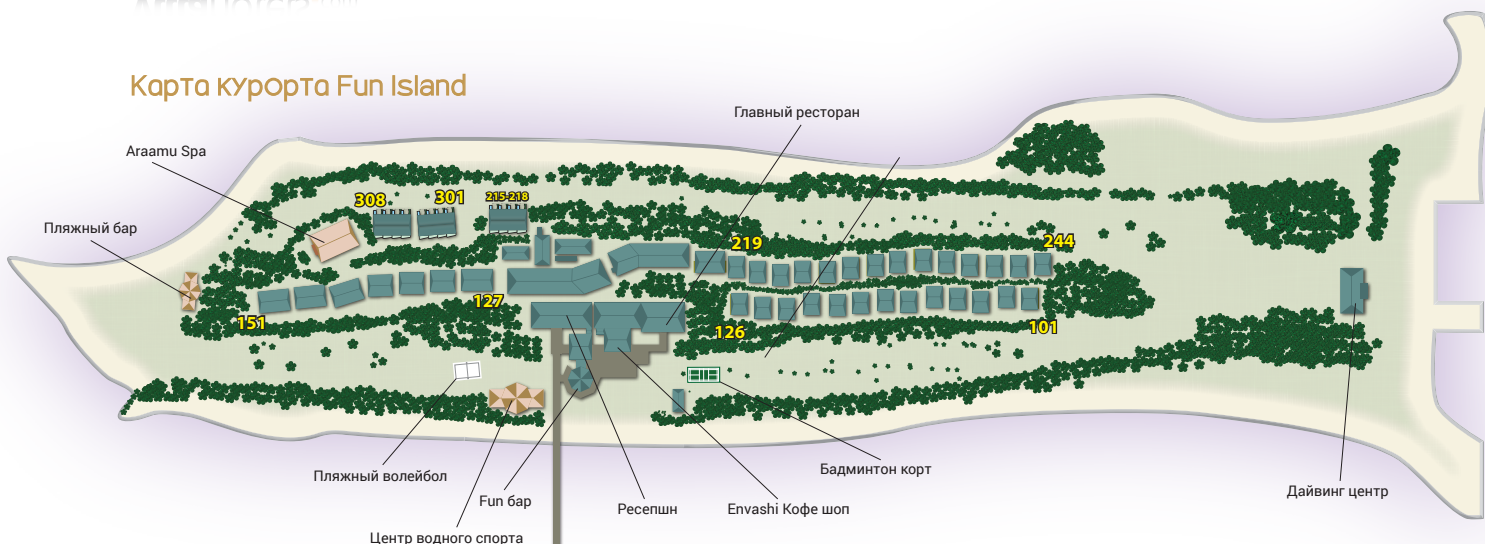 Карта курорта Fun Island
Главный ресторан
Araamu Spa
308
301
215-218
Пляжный бар
219
244
127
151
126
101
Пляжный волейбол
Бадминтон корт
Дайвинг центр
Fun бар
Ресепшн
Envashi Кофе шоп
Центр водного спорта